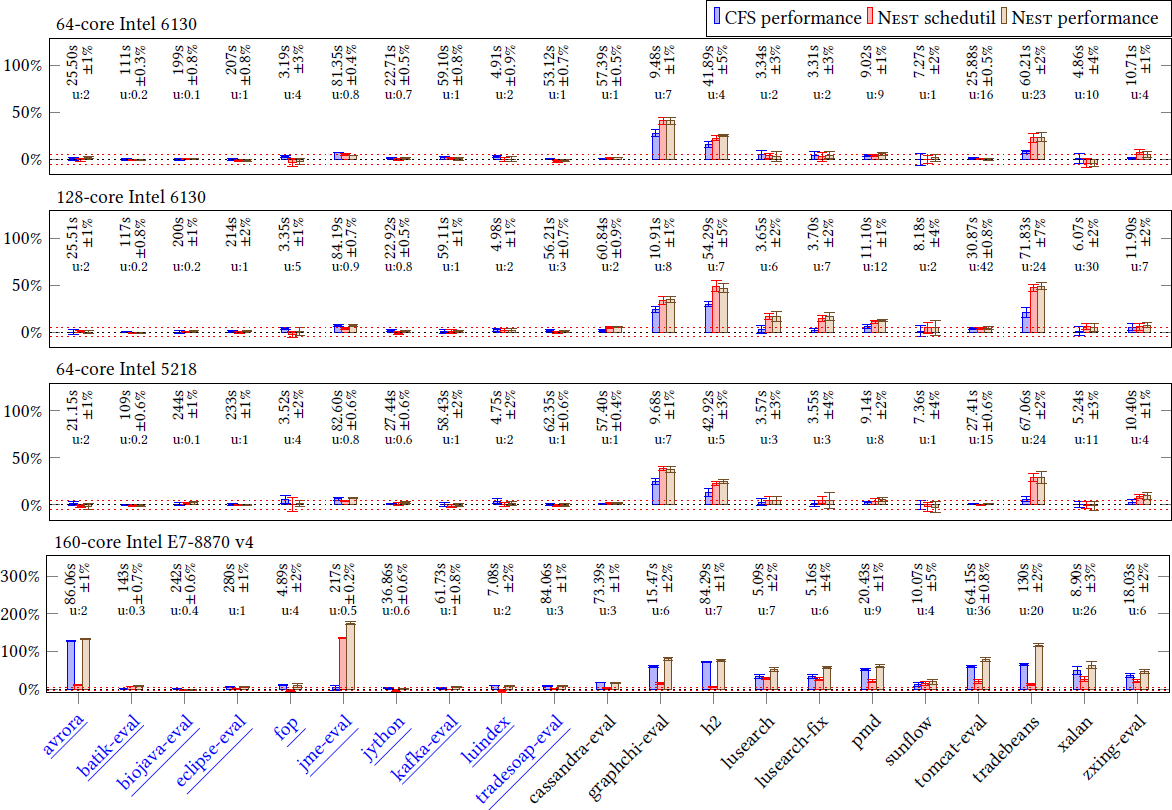 CFS performance NEST schedutil NEST performance
64-core Intel 6130
100%
50%
0%
25.50s ±1% 111s ±0.3% 199s ±0.8% 207s ±0.8% 3.19s ±3% 81.35s ±0.4% 22.71s ±0.5% 59.10s ±0.8% 4.91s ±0.9% 53.12s ±0.7% 57.39s ±0.5% 9.48s ±1% 41.89s ±5% 3.34s ±3% 3.31s ±3% 9.02s ±1% 7.27s ±2% 25.88s ±0.5% 60.21s ±2% 4.86s ±4% 10.71s ±1%
u:2 u:0.2 u:0.1 u:1 u:4 u:0.8 u:0.7 u:1 u:2 u:1 u:1 u:7 u:4 u:2 u:2 u:9 u:1 u:16 u:23 u:10 u:4
128-core Intel 6130
100%
50%
0%
25.51s ±1% 117s ±0.8% 200s ±1% 214s ±2% 3.35s ±1% 84.19s ±0.7% 22.92s ±0.5% 59.11s ±1% 4.98s ±1% 56.21s ±0.7% 60.84s ±0.9% 10.91s ±1% 54.29s ±5% 3.65s ±2% 3.70s ±2% 11.10s ±1% 8.18s ±4% 30.87s ±0.8% 71.83s ±7% 6.07s ±2% 11.90s ±2%
u:2 u:0.2 u:0.2 u:1 u:5 u:0.9 u:0.8 u:1 u:2 u:3 u:2 u:8 u:7 u:6 u:7 u:12 u:2 u:42 u:24 u:30 u:7
64-core Intel 5218
100%
50%
0%
21.15s ±1% 109s ±0.6% 244s ±1% 233s ±1% 3.52s ±2% 82.60s ±0.6% 27.44s ±0.6% 58.43s ±2% 4.75s ±2% 62.35s ±0.6% 57.40s ±0.4% 9.68s ±1% 42.92s ±3% 3.57s ±3% 3.55s ±4% 9.14s ±2% 7.36s ±4% 27.41s ±0.6% 67.06s ±2% 5.24s ±3% 10.40s ±1%
u:2 u:0.2 u:0.1 u:1 u:4 u:0.8 u:0.6 u:1 u:2 u:1 u:1 u:7 u:5 u:3 u:3 u:8 u:1 u:15 u:24 u:11 u:4
160-core Intel E7-8870 v4
300%
200%
100%
0%
86.06s ±1% 143s ±0.7% 242s ±0.6% 280s ±1% 4.89s ±2% 217s ±0.2% 36.86s ±0.6% 61.73s ±0.8% 7.08s ±2% 84.06s ±1% 73.39s ±1% 15.47s ±2% 84.29s ±1% 5.09s ±2% 5.16s ±4% 20.43s ±1% 10.07s ±5% 64.15s ±0.8% 130s ±2% 8.90s ±3% 18.03s ±2%
u:2 u:0.3 u:0.4 u:1 u:4 u:0.5 u:0.6 u:1 u:2 u:3 u:3 u:6 u:7 u:7 u:6 u:9 u:4 u:36 u:20 u:26 u:6
avrora batik-eval biojava-eval eclipse-eval fop jme-eval jython kafka-eval luindex tradesoap-eval cassandra-eval graphchi-eval h2 lusearch lusearch-fix pmd sunflow tomcat-eval tradebeans xalan zxing-eval